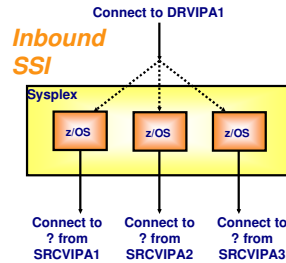 Connect to DRVIPA1
Inbound
SSI
Sysplex
z/OS
z/OS
z/OS
Connect to
? from
SRCVIPA1
Connect to
? from
SRCVIPA2
Connect to
? from
SRCVIPA3